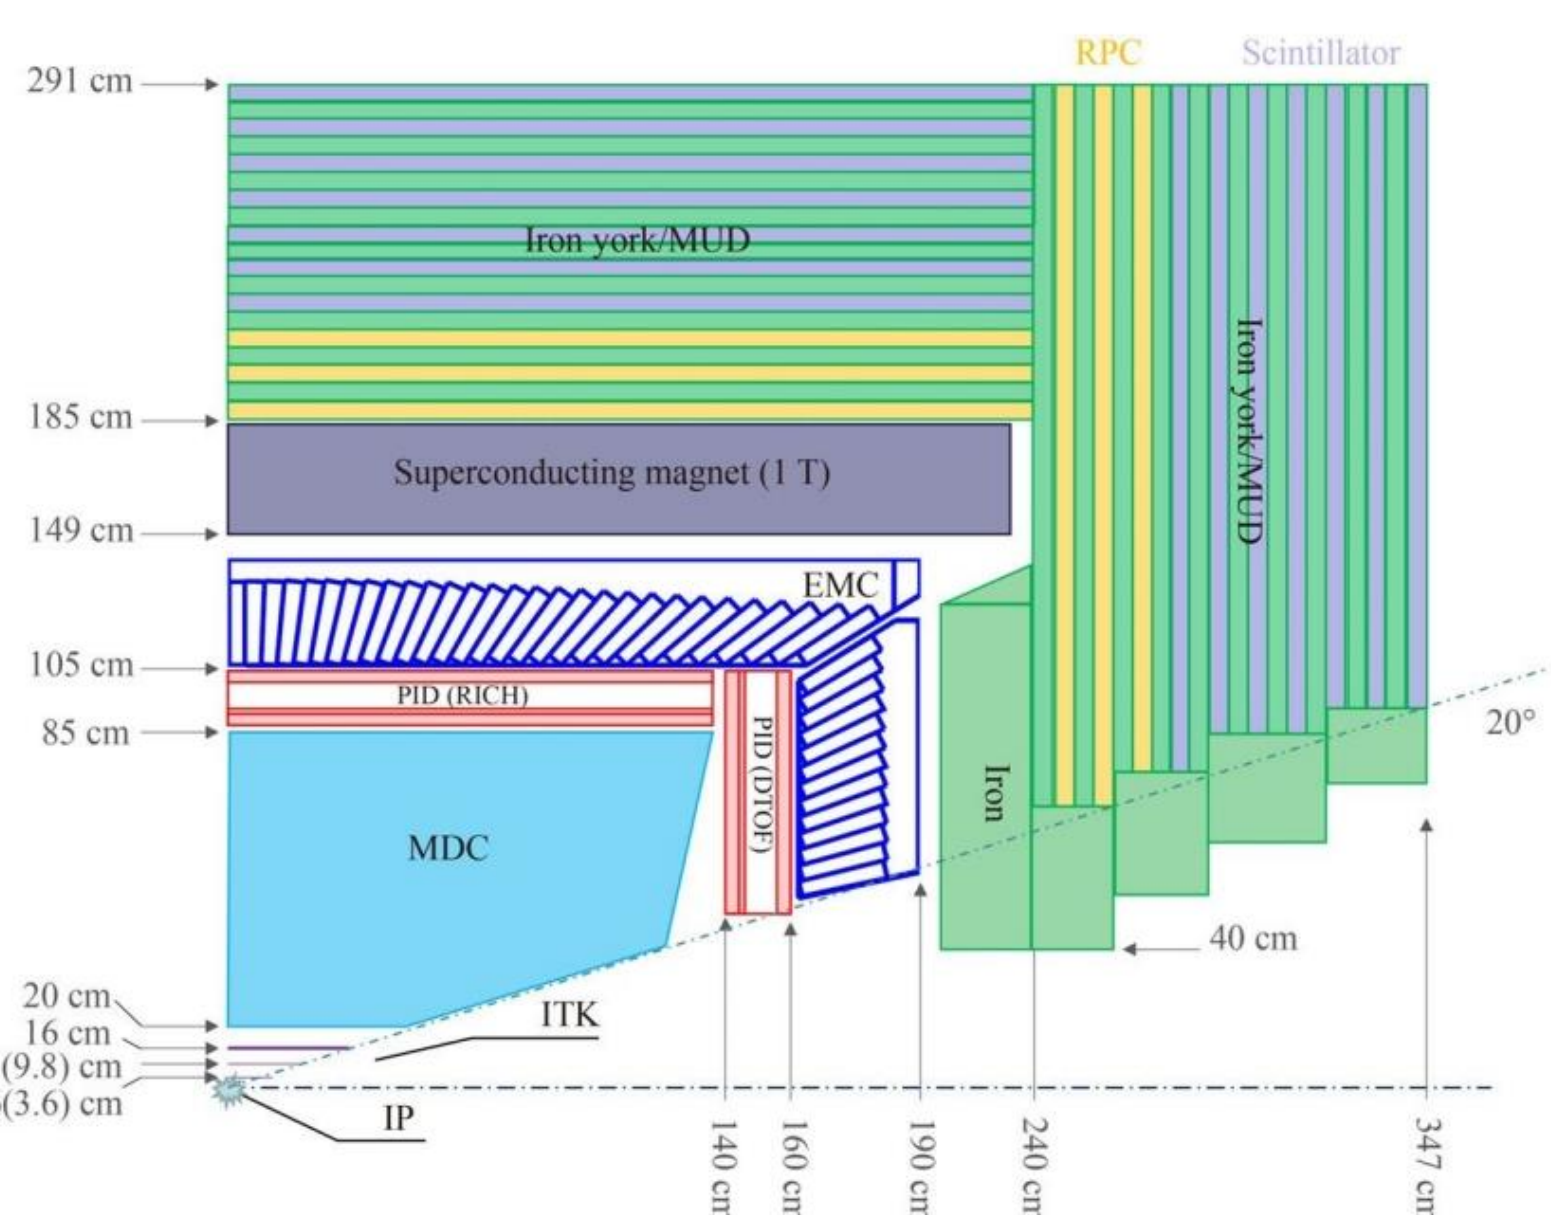 RPC Scintillator
291 cm
Iron york/MUD
Iron york/MUD
185 cm
Superconducting magnet (1 T)
149 cm
EMC
105 cm
PID (RICH)
85 cm
PID (DTOF)
20°
Iron
MDC
40 cm
20 cm
ITK
16 cm
(9.8) cm
(3.6) cm
IP
140 cm
160 cm
190 cm
240 cm
347 cm